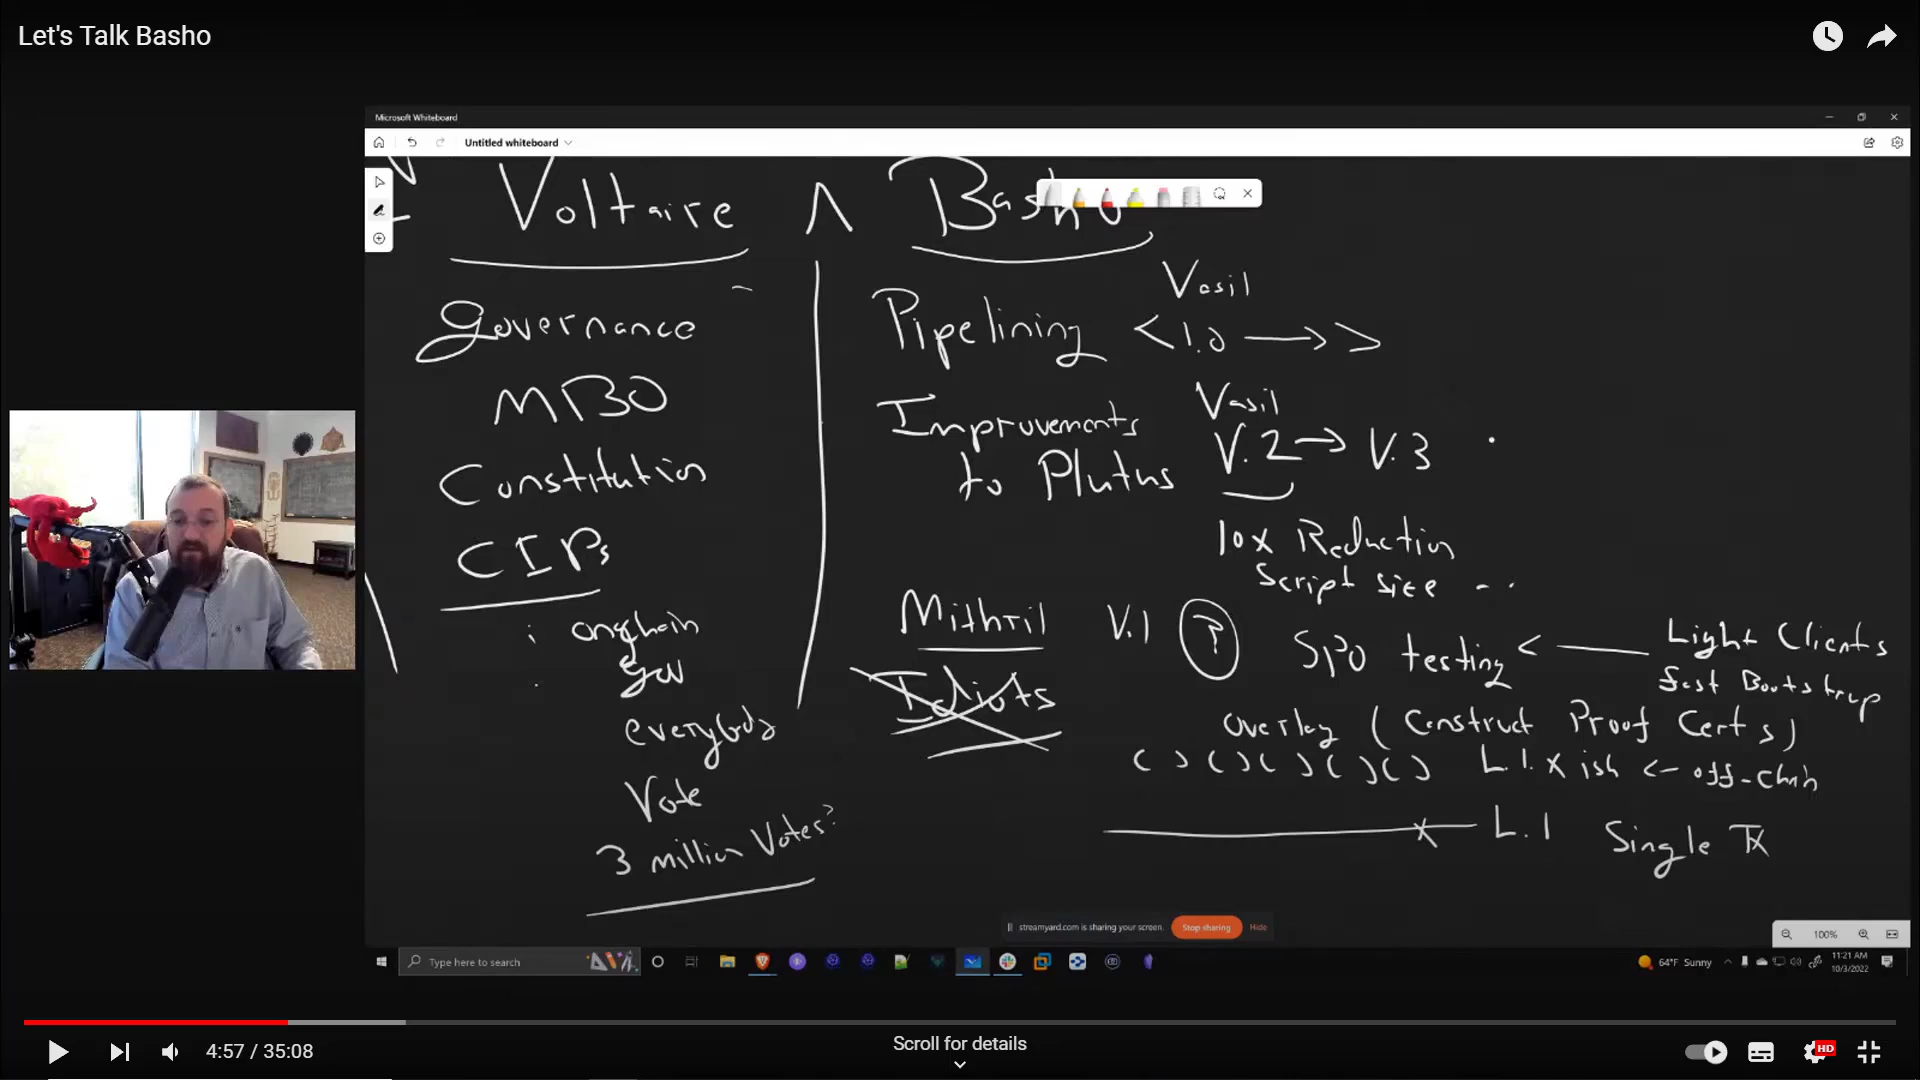 Let's Talk Basho
Microsoft Whiteboard
Untitled whiteboard
Voltaire ∧ Basho
Governance
MBO
Constitution
CIPs
onchain
gov
everybody
Vote
3 million Votes?
Vasil
Pipelining <1.0 → >
Vasil
Improvements
to Plutus
V.2 → V.3
10x Reduction
Script size ...
Mithril V.1 ? SPO testing < — Light Clients
fast Bootstrap
Idiots
overlay (Construct Proof Certs)
( ) ( ) ( ) ( ) ( ) L.1.x ish ← off-chain
x L.1 Single TX
streamyard.com is sharing your screen. Stop sharing Hide
100%
Type here to search
64°F Sunny
11:21 AM
10/3/2022
4:57 / 35:08
Scroll for details
HD